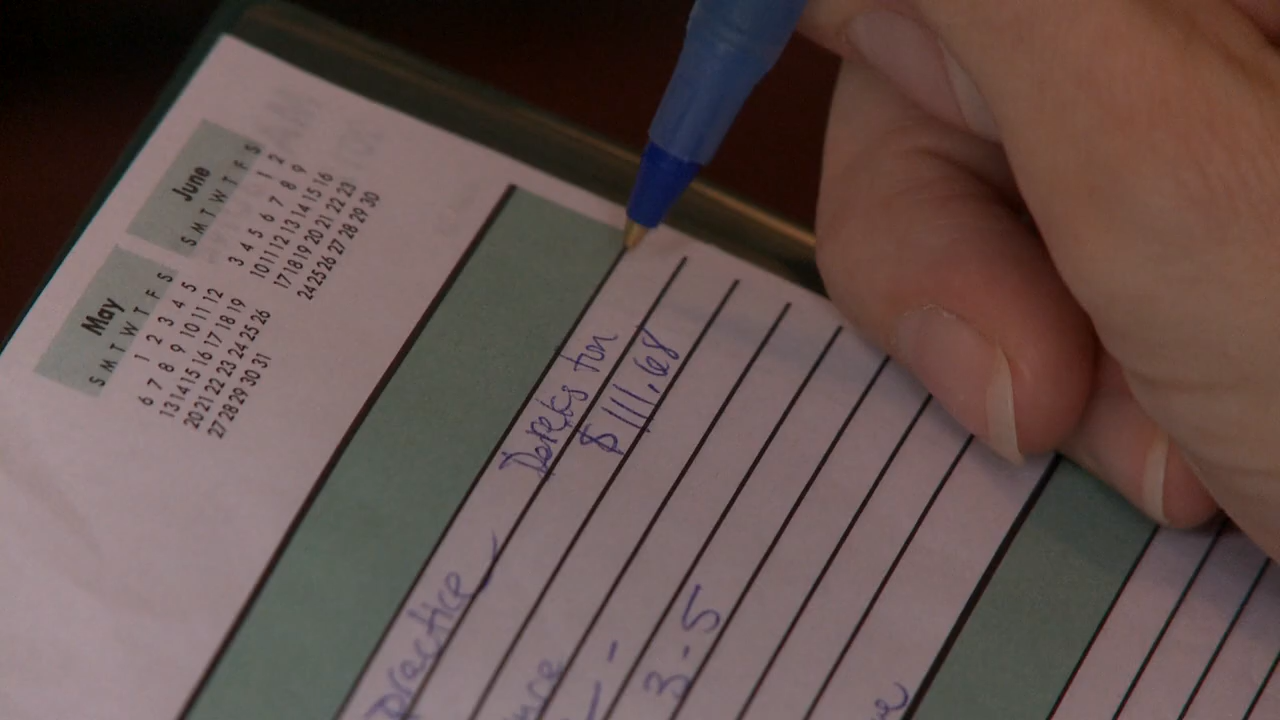 May
S M T W T F S
1 2 3 4 5
6 7 8 9 10 11 12
13 14 15 16 17 18 19
20 21 22 23 24 25 26
27 28 29 30 31
June
S M T W T F S
1 2
3 4 5 6 7 8 9
10 11 12 13 14 15 16
17 18 19 20 21 22 23
24 25 26 27 28 29 30
practice
$111.68
3-5